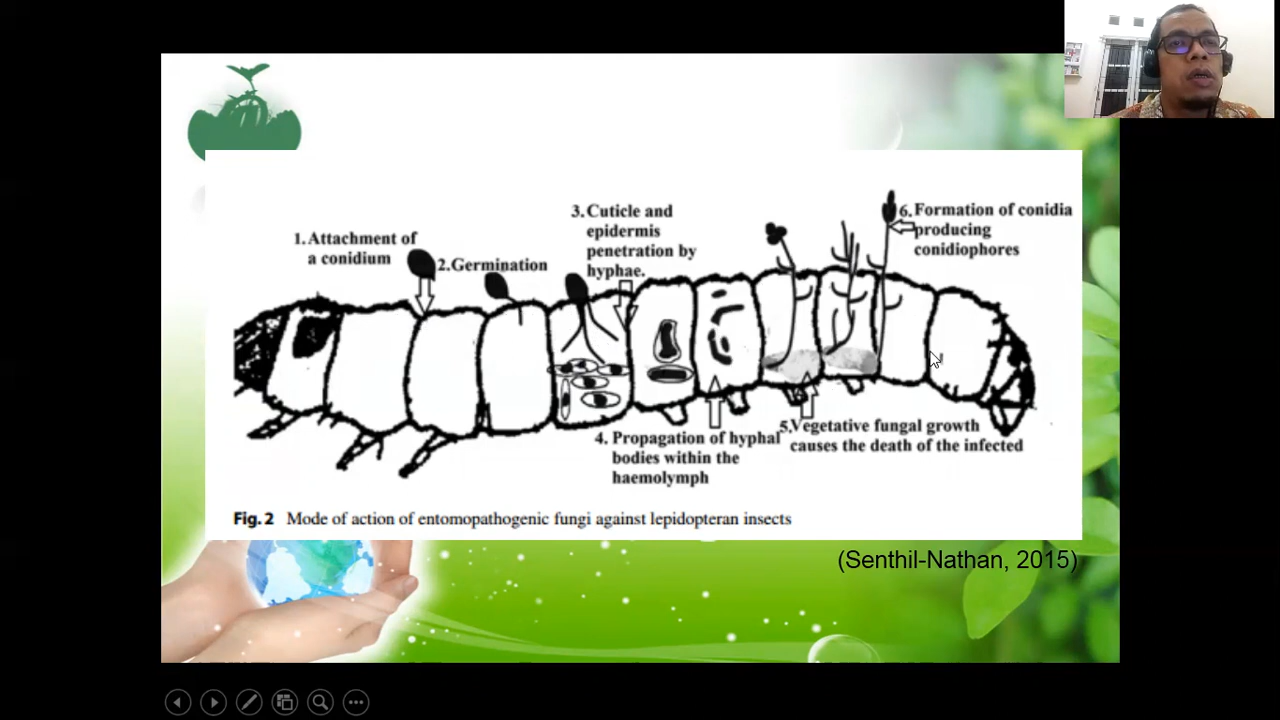 1. Attachment of
a conidium
2. Germination
3. Cuticle and
epidermis
penetration by
hyphae.
6. Formation of conidia
producing
conidiophores
4. Propagation of hyphal
bodies within the
haemolymph
5. Vegetative fungal growth
causes the death of the infected
Fig. 2 Mode of action of entomopathogenic fungi against lepidopteran insects
(Senthil-Nathan, 2015)